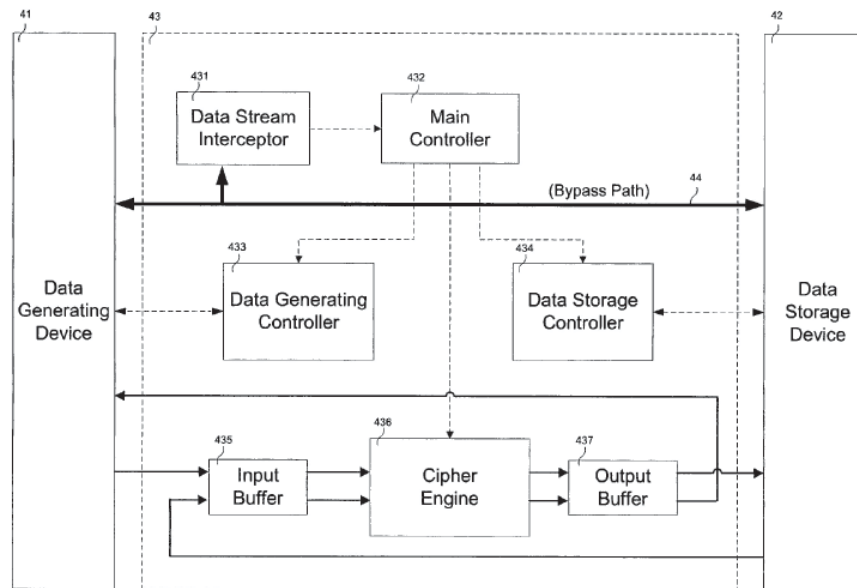 41
43
42
431
Data Stream
Interceptor
432
Main
Controller
(Bypass Path)
44
433
Data Generating
Controller
434
Data Storage
Controller
Data
Generating
Device
Data
Storage
Device
435
Input
Buffer
436
Cipher
Engine
437
Output
Buffer